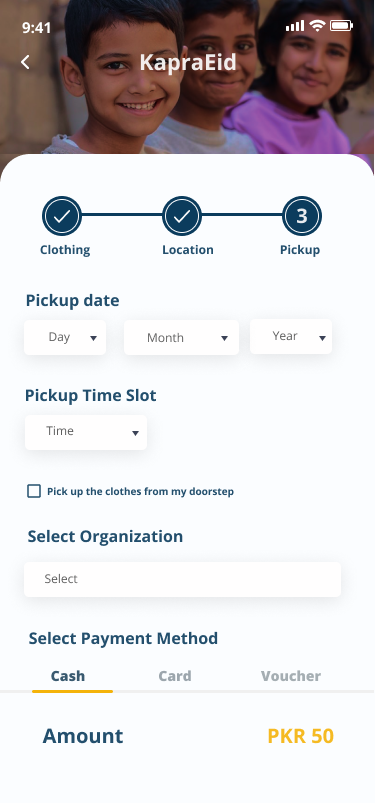 9:41
KapraEid
3
Clothing Location Pickup
Pickup date
Day Month Year
Pickup Time Slot
Time
Pick up the clothes from my doorstep
Select Organization
Select
Select Payment Method
Cash Card Voucher
Amount PKR 50